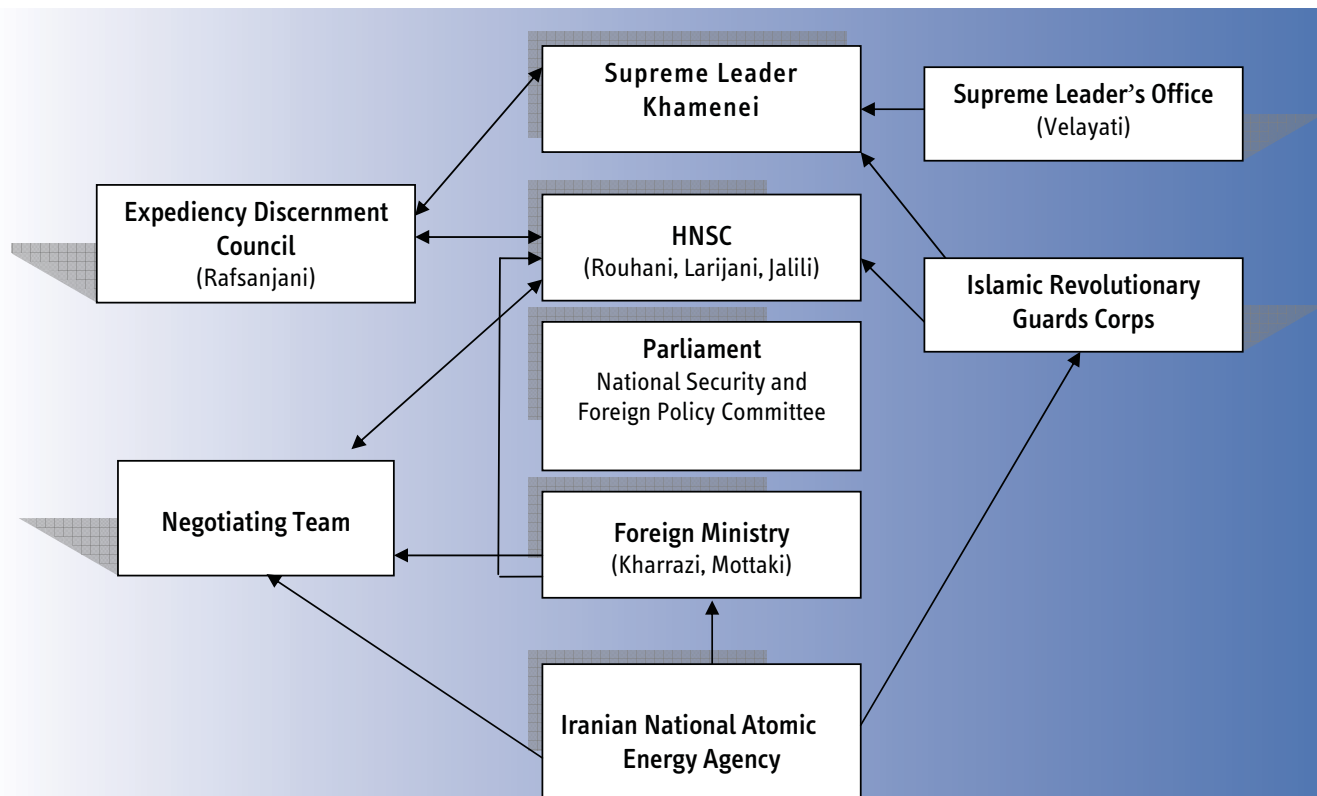 Supreme Leader
Khamenei
Supreme Leader’s Office
(Velayati)
Expediency Discernment
Council
(Rafsanjani)
HNSC
(Rouhani, Larijani, Jalili)
Islamic Revolutionary
Guards Corps
Parliament
National Security and
Foreign Policy Committee
Negotiating Team
Foreign Ministry
(Kharrazi, Mottaki)
Iranian National Atomic
Energy Agency